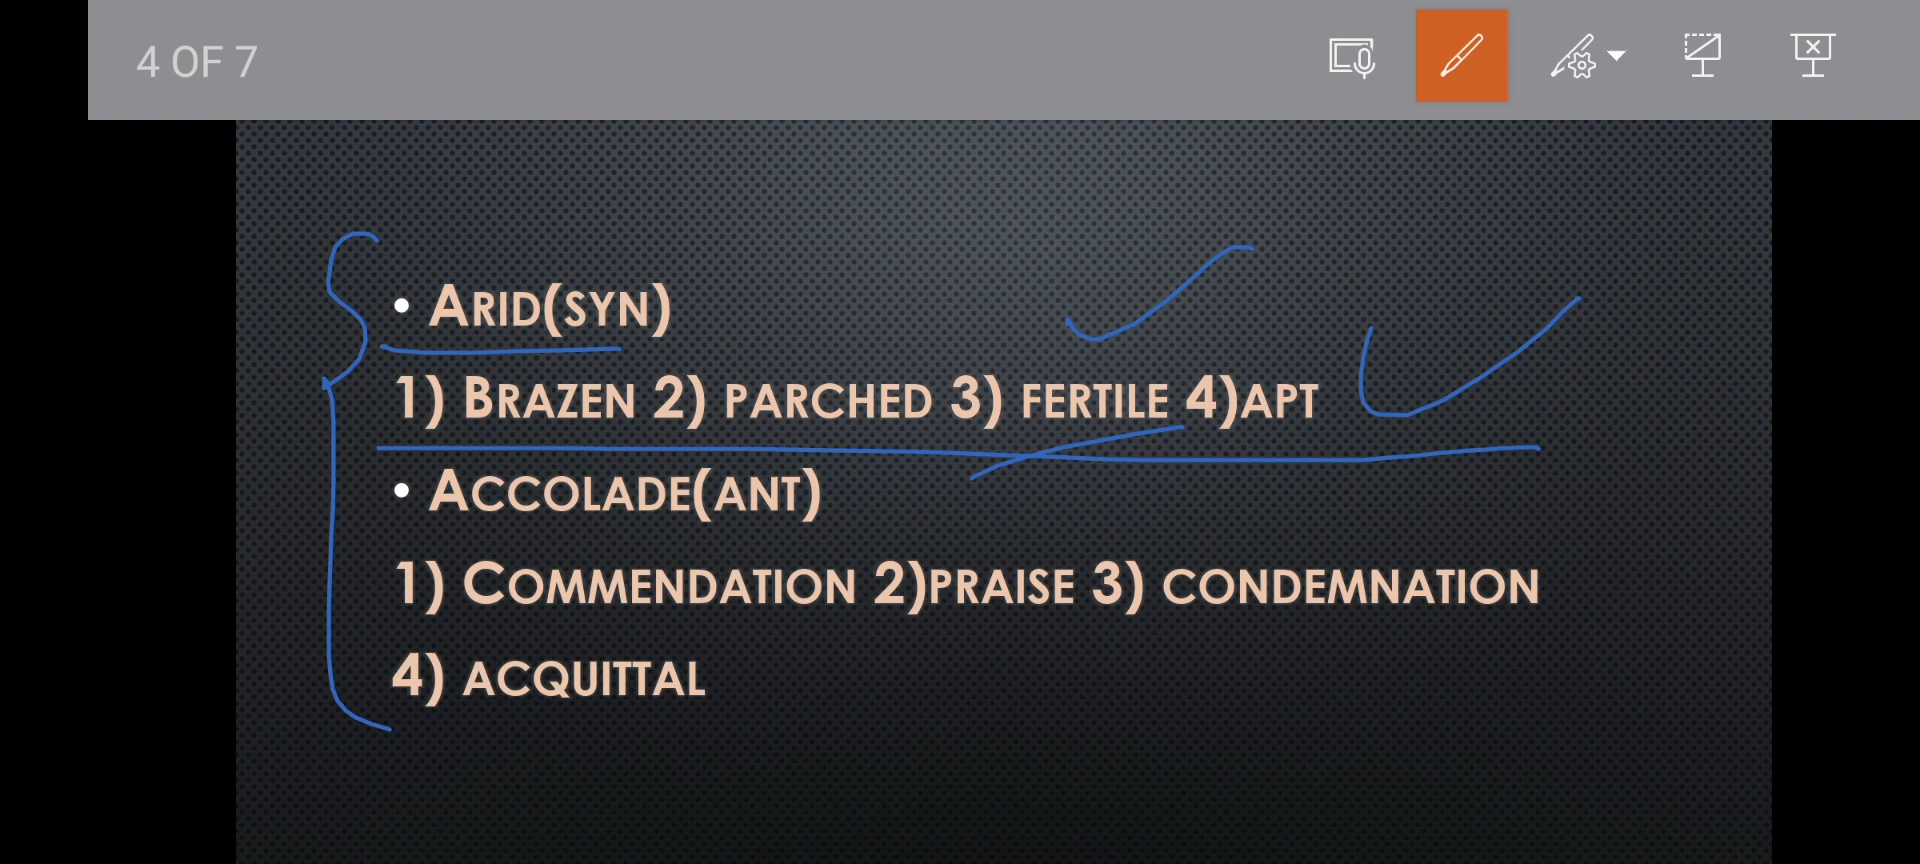 4 OF 7
• ARID(SYN)
1) BRAZEN 2) PARCHED 3) FERTILE 4)APT
• ACCOLADE(ANT)
1) COMMENDATION 2)PRAISE 3) CONDEMNATION
4) ACQUITTAL